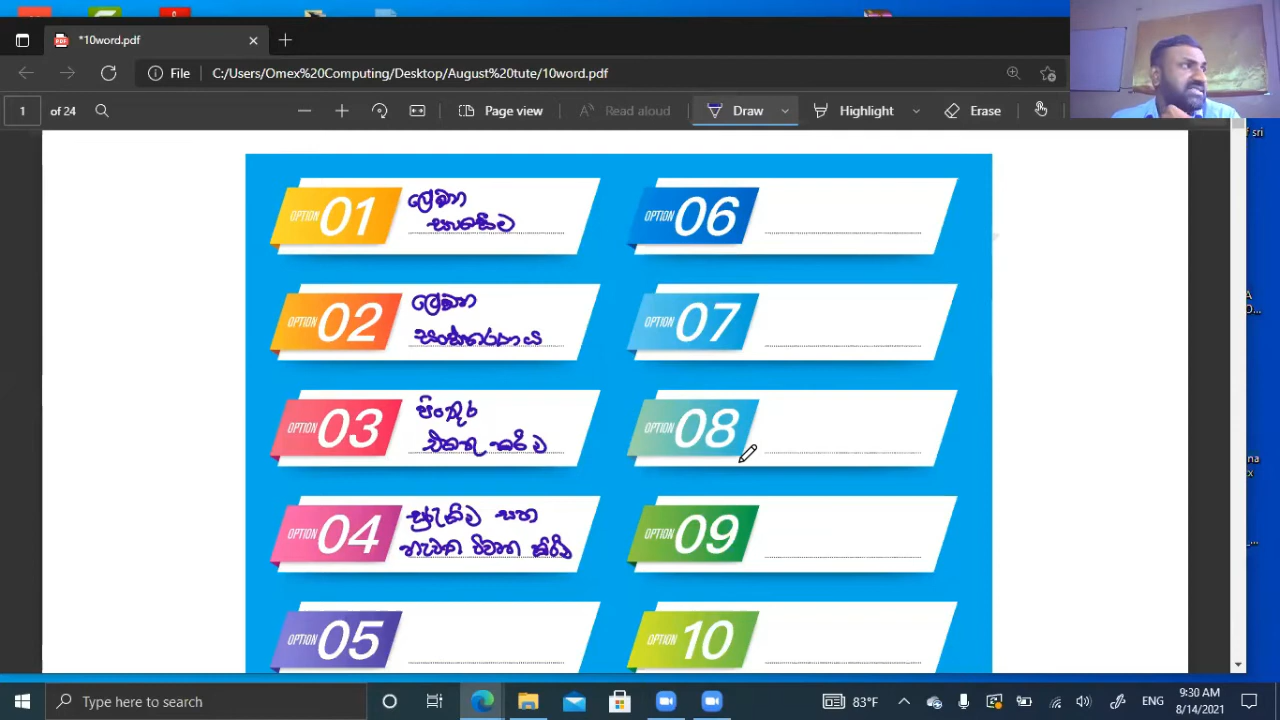 *10word.pdf
File
C:/Users/Omex%20Computing/Desktop/August%20tute/10word.pdf
1 of 24
Page view
Read aloud
Draw
Highlight
Erase
f sri
OPTION 01
ලේඛන
සැකසීම
OPTION 02
ලේඛන
සංස්කරණය
OPTION 03
පින්තූර
එකතු කිරීම
OPTION 04
සුරැකීම සහ
නැවත විවෘත කිරීම
OPTION 05
OPTION 06
OPTION 07
OPTION 08
OPTION 09
OPTION 10
Type here to search
83°F
ENG
9:30 AM
8/14/2021